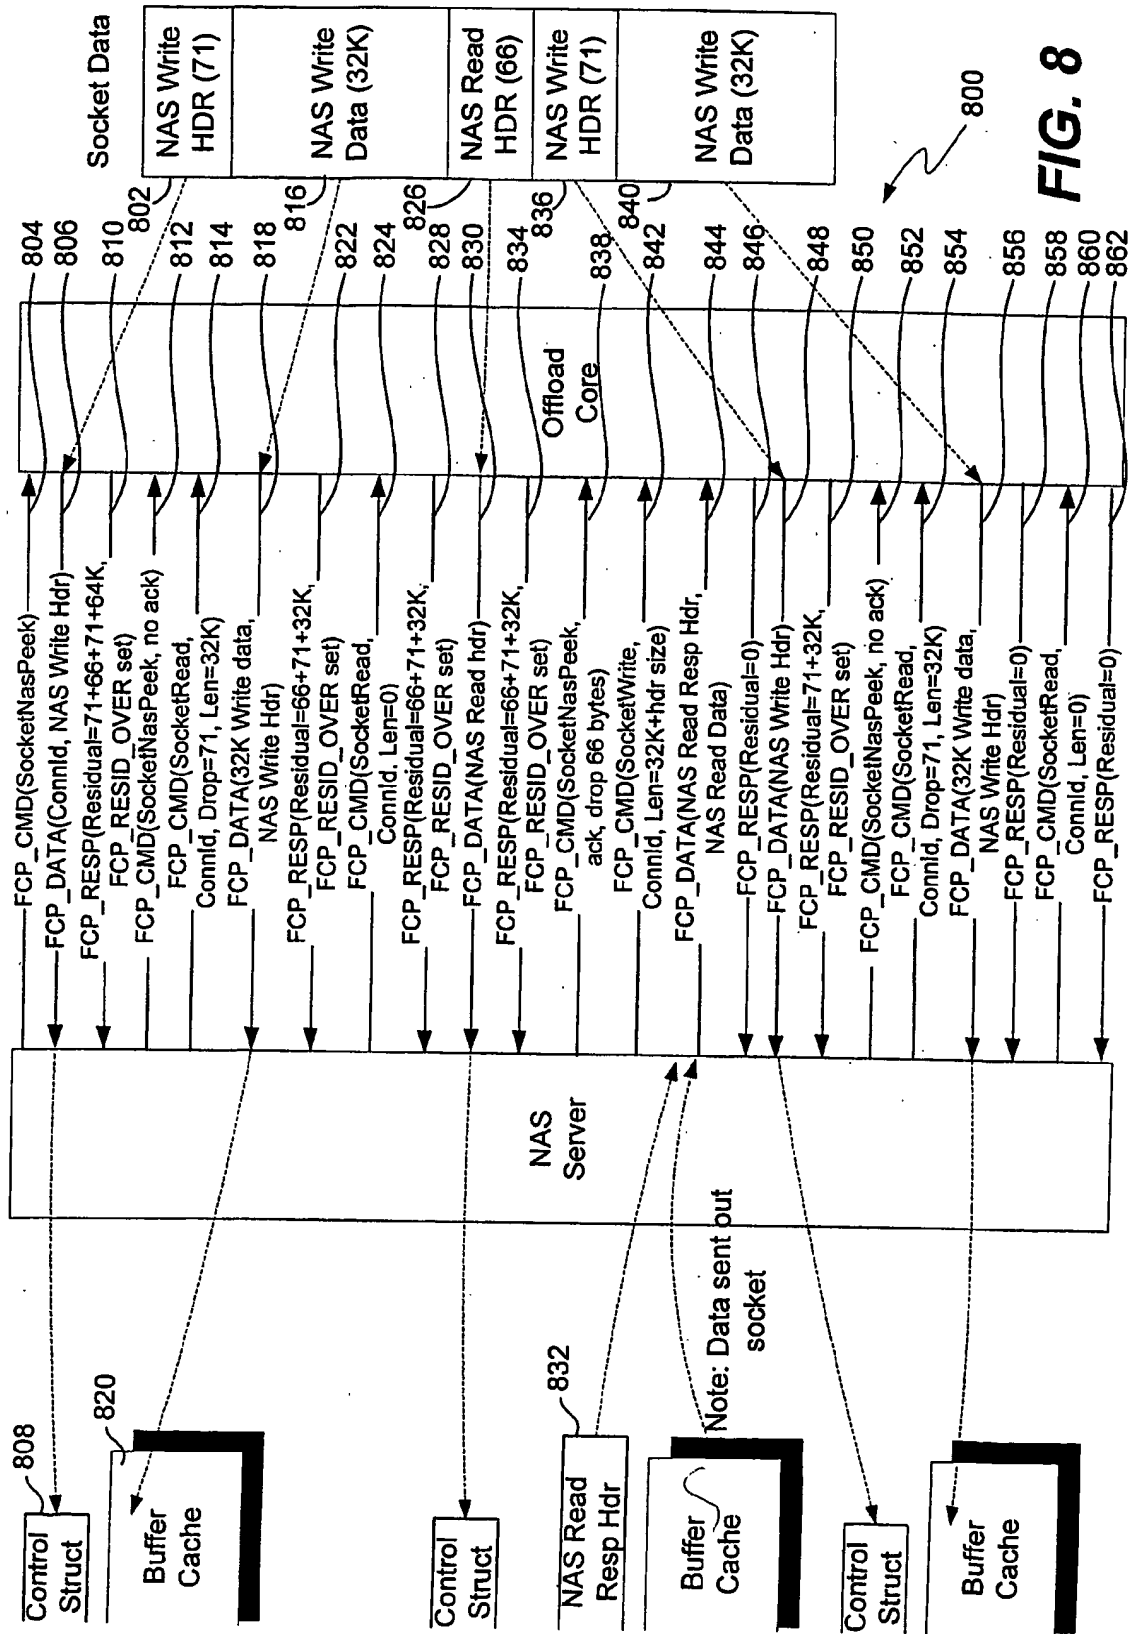 Socket Data
NAS Write
HDR (71)
NAS Write
Data (32K)
NAS Read
HDR (66)
NAS Write
HDR (71)
NAS Write
Data (32K)
802
816
826
836
840
804
806
810
812
814
818
822
824
828
830
834
838
842
844
846
848
850
852
854
856
858
860
862
800
FIG. 8
Offload
Core
FCP_CMD(SocketNasPeek)
FCP_DATA(ConnId, NAS Write Hdr)
FCP_RESP(Residual=71+66+71+64K,
FCP_RESID_OVER set)
FCP_CMD(SocketNasPeek, no ack)
FCP_CMD(SocketRead,
ConnId, Drop=71, Len=32K)
FCP_DATA(32K Write data,
NAS Write Hdr)
FCP_RESP(Residual=66+71+32K,
FCP_RESID_OVER set)
FCP_CMD(SocketRead,
ConnId, Len=0)
FCP_RESP(Residual=66+71+32K,
FCP_RESID_OVER set)
FCP_DATA(NAS Read hdr)
FCP_RESP(Residual=66+71+32K,
FCP_RESID_OVER set)
FCP_CMD(SocketNasPeek,
ack, drop 66 bytes)
FCP_CMD(SocketWrite,
ConnId, Len=32K+hdr size)
FCP_DATA(NAS Read Resp Hdr,
NAS Read Data)
FCP_RESP(Residual=0)
FCP_DATA(NAS Write Hdr)
FCP_RESP(Residual=71+32K,
FCP_RESID_OVER set)
FCP_CMD(SocketNasPeek, no ack)
FCP_CMD(SocketRead,
ConnId, Drop=71, Len=32K)
FCP_DATA(32K Write data,
NAS Write Hdr)
FCP_RESP(Residual=0)
FCP_CMD(SocketRead,
ConnId, Len=0)
FCP_RESP(Residual=0)
NAS
Server
Note: Data sent out
socket
808
Control
Struct
820
Buffer
Cache
Control
Struct
832
NAS Read
Resp Hdr
Buffer
Cache
Control
Struct
Buffer
Cache